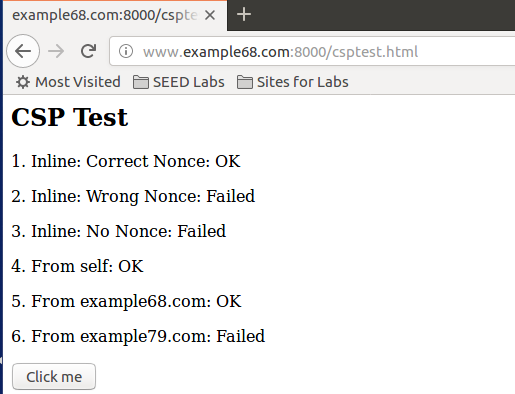 example68.com:8000/cspte
www.example68.com:8000/csptest.html
Most Visited SEED Labs Sites for Labs
CSP Test
1. Inline: Correct Nonce: OK
2. Inline: Wrong Nonce: Failed
3. Inline: No Nonce: Failed
4. From self: OK
5. From example68.com: OK
6. From example79.com: Failed
Click me